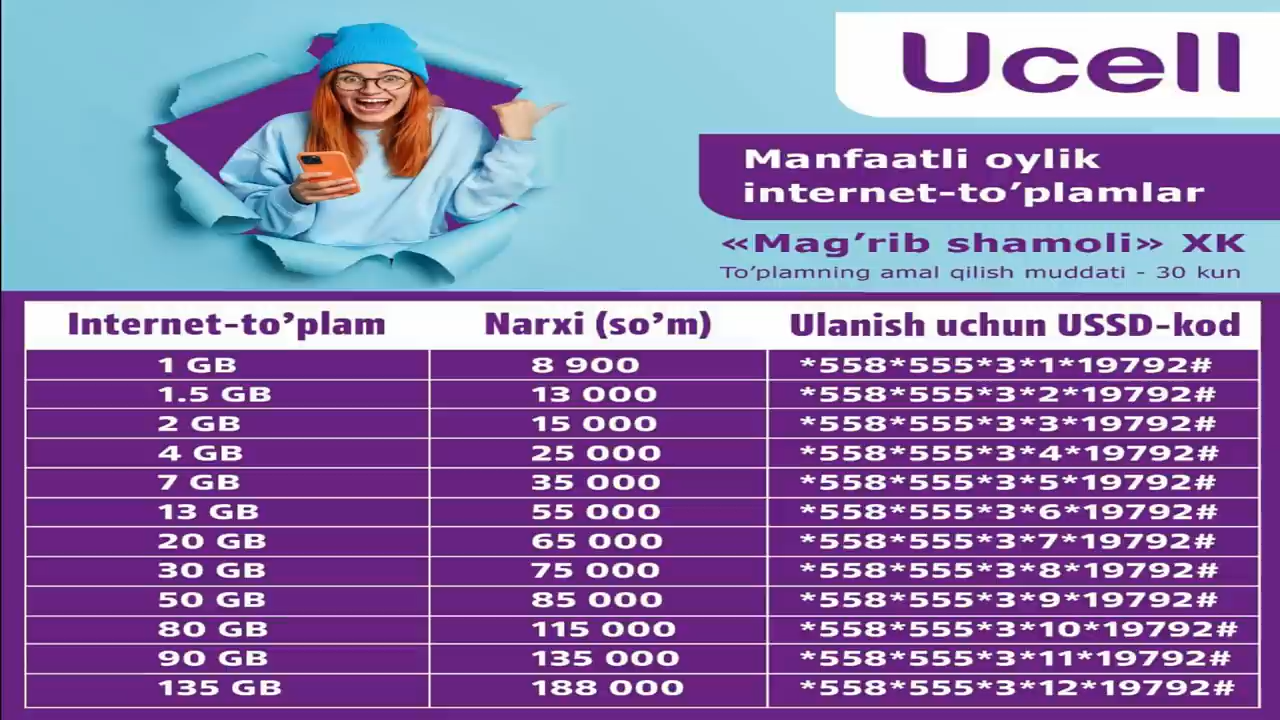 Ucell
Manfaatli oylik
internet-to’plamlar
«Mag’rib shamoli» XK
To’plamning amal qilish muddati - 30 kun
Internet-to’plam Narxi (so’m) Ulanish uchun USSD-kod
1 GB 8 900 *558*555*3*1*19792#
1.5 GB 13 000 *558*555*3*2*19792#
2 GB 15 000 *558*555*3*3*19792#
4 GB 25 000 *558*555*3*4*19792#
7 GB 35 000 *558*555*3*5*19792#
13 GB 55 000 *558*555*3*6*19792#
20 GB 65 000 *558*555*3*7*19792#
30 GB 75 000 *558*555*3*8*19792#
50 GB 85 000 *558*555*3*9*19792#
80 GB 115 000 *558*555*3*10*19792#
90 GB 135 000 *558*555*3*11*19792#
135 GB 188 000 *558*555*3*12*19792#